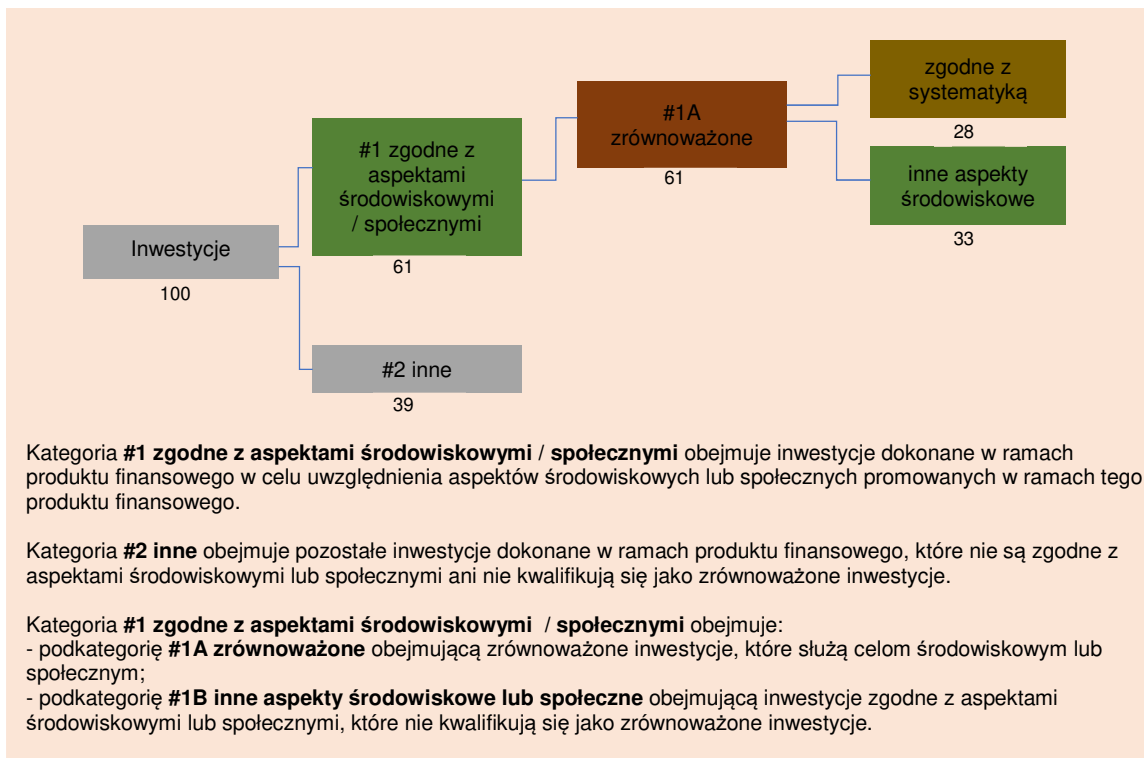 zgodne z
systematyką
28
#1A
zrównoważone
61
#1 zgodne z
aspektami
środowiskowymi
/ społecznymi
61
inne aspekty
środowiskowe
33
Inwestycje
100
#2 inne
39
Kategoria #1 zgodne z aspektami środowiskowymi / społecznymi obejmuje inwestycje dokonane w ramach
produktu finansowego w celu uwzględnienia aspektów środowiskowych lub społecznych promowanych w ramach tego
produktu finansowego.
Kategoria #2 inne obejmuje pozostałe inwestycje dokonane w ramach produktu finansowego, które nie są zgodne z
aspektami środowiskowymi lub społecznymi ani nie kwalifikują się jako zrównoważone inwestycje.
Kategoria #1 zgodne z aspektami środowiskowymi / społecznymi obejmuje:
- podkategorię #1A zrównoważone obejmującą zrównoważone inwestycje, które służą celom środowiskowym lub
społecznym;
- podkategorię #1B inne aspekty środowiskowe lub społeczne obejmującą inwestycje zgodne z aspektami
środowiskowymi lub społecznymi, które nie kwalifikują się jako zrównoważone inwestycje.